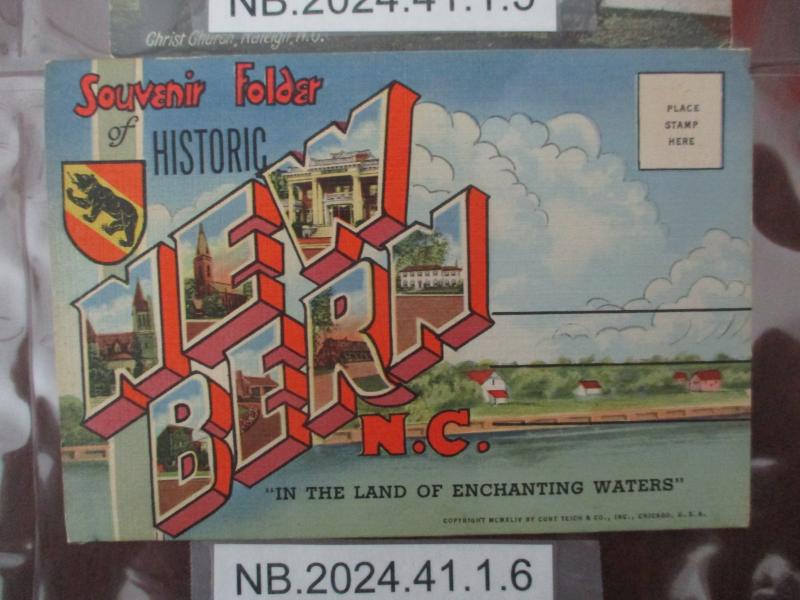 NB.2024.41.1.5
Christ Church, Raleigh, N.C.
Souvenir Folder
of HISTORIC
NEW
BERN
N.C.
PLACE
STAMP
HERE
"IN THE LAND OF ENCHANTING WATERS"
COPYRIGHT MCMXLIV BY CURT TEICH & CO., INC., CHICAGO, U.S.A.
NB.2024.41.1.6